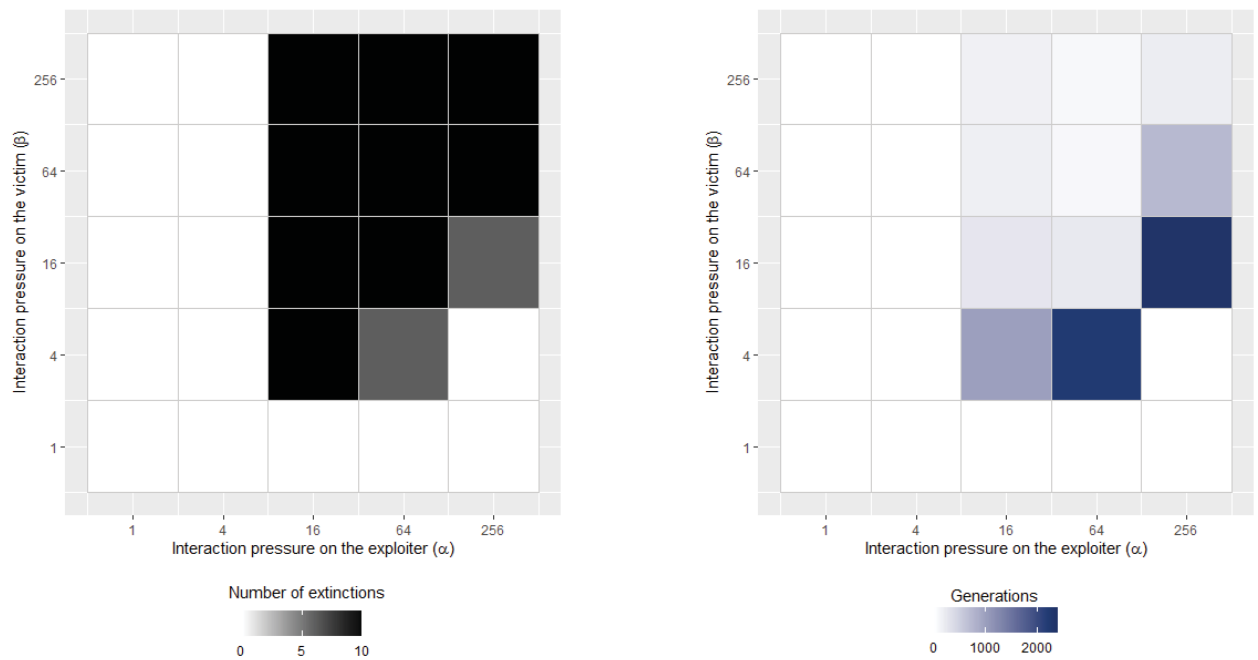 Interaction pressure on the victim (β)
256
64
16
4
1
1 4 16 64 256
Interaction pressure on the exploiter (α)
Number of extinctions
0 5 10
Interaction pressure on the victim (β)
256
64
16
4
1
1 4 16 64 256
Interaction pressure on the exploiter (α)
Generations
0 1000 2000